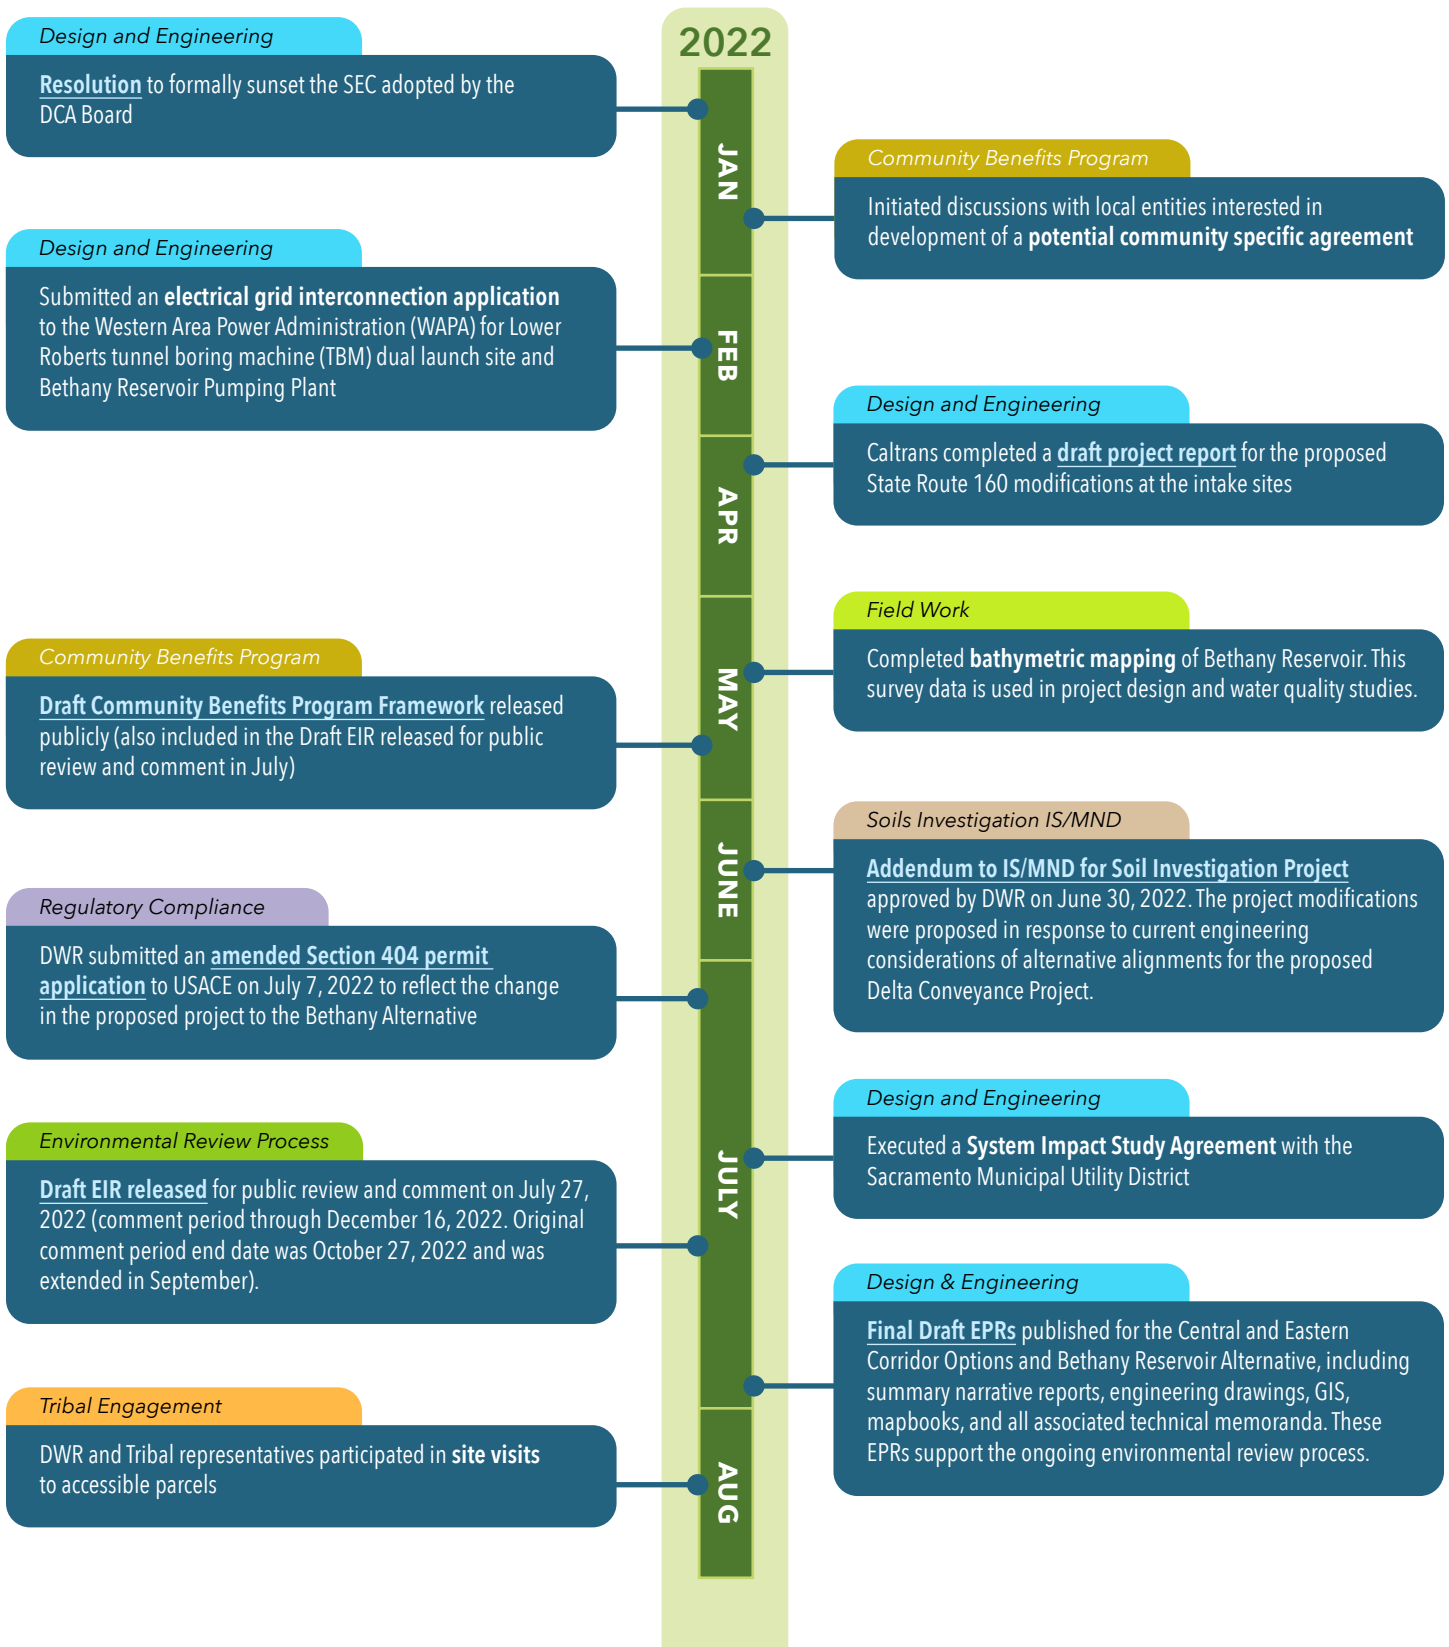 2022
Design and Engineering
Resolution to formally sunset the SEC adopted by the
DCA Board
JAN
Community Benefits Program
Initiated discussions with local entities interested in
development of a potential community specific agreement
Design and Engineering
Submitted an electrical grid interconnection application
to the Western Area Power Administration (WAPA) for Lower
Roberts tunnel boring machine (TBM) dual launch site and
Bethany Reservoir Pumping Plant
FEB
Design and Engineering
Caltrans completed a draft project report for the proposed
State Route 160 modifications at the intake sites
APR
Field Work
Completed bathymetric mapping of Bethany Reservoir. This
survey data is used in project design and water quality studies.
MAY
Community Benefits Program
Draft Community Benefits Program Framework released
publicly (also included in the Draft EIR released for public
review and comment in July)
Soils Investigation IS/MND
Addendum to IS/MND for Soil Investigation Project
approved by DWR on June 30, 2022. The project modifications
were proposed in response to current engineering
considerations of alternative alignments for the proposed
Delta Conveyance Project.
JUNE
Regulatory Compliance
DWR submitted an amended Section 404 permit
application to USACE on July 7, 2022 to reflect the change
in the proposed project to the Bethany Alternative
Design and Engineering
Executed a System Impact Study Agreement with the
Sacramento Municipal Utility District
JULY
Environmental Review Process
Draft EIR released for public review and comment on July 27,
2022 (comment period through December 16, 2022. Original
comment period end date was October 27, 2022 and was
extended in September).
Design & Engineering
Final Draft EPRs published for the Central and Eastern
Corridor Options and Bethany Reservoir Alternative, including
summary narrative reports, engineering drawings, GIS,
mapbooks, and all associated technical memoranda. These
EPRs support the ongoing environmental review process.
Tribal Engagement
DWR and Tribal representatives participated in site visits
to accessible parcels
AUG